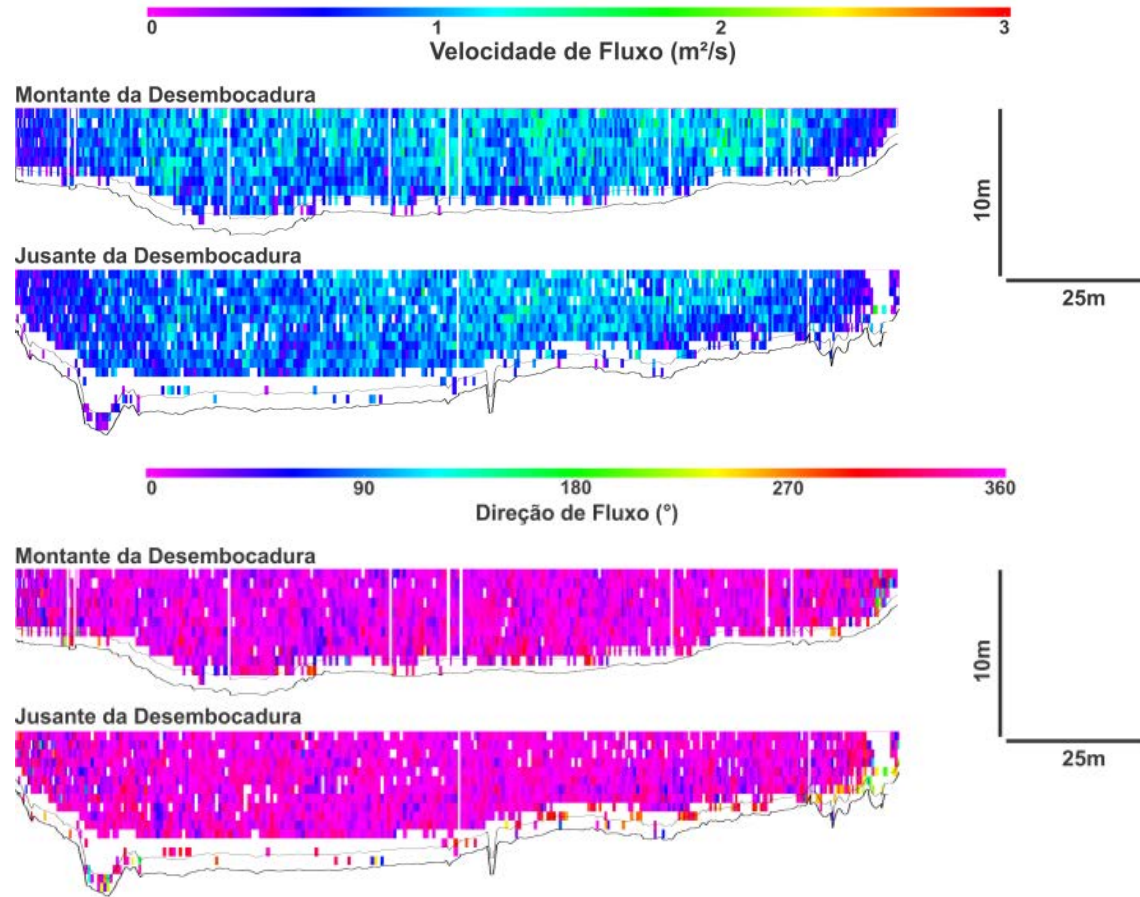 0 1 2 3
Velocidade de Fluxo (m²/s)
Montante da Desembocadura
10m
Jusante da Desembocadura
25m
0 90 180 270 360
Direção de Fluxo (°)
Montante da Desembocadura
10m
Jusante da Desembocadura
25m